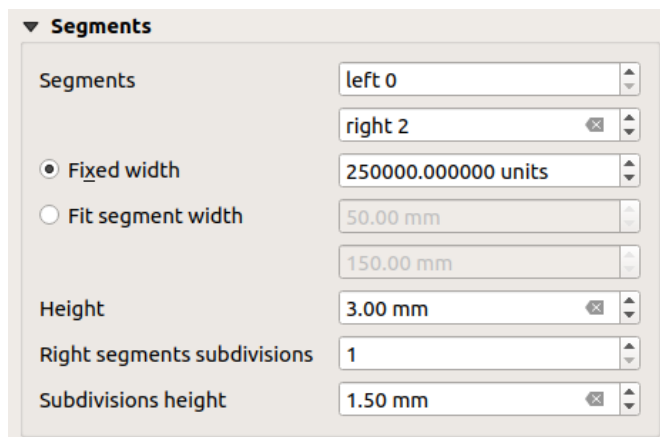 Segments
Segments left 0
right 2
Fixed width 250000.000000 units
Fit segment width 50.00 mm
150.00 mm
Height 3.00 mm
Right segments subdivisions 1
Subdivisions height 1.50 mm